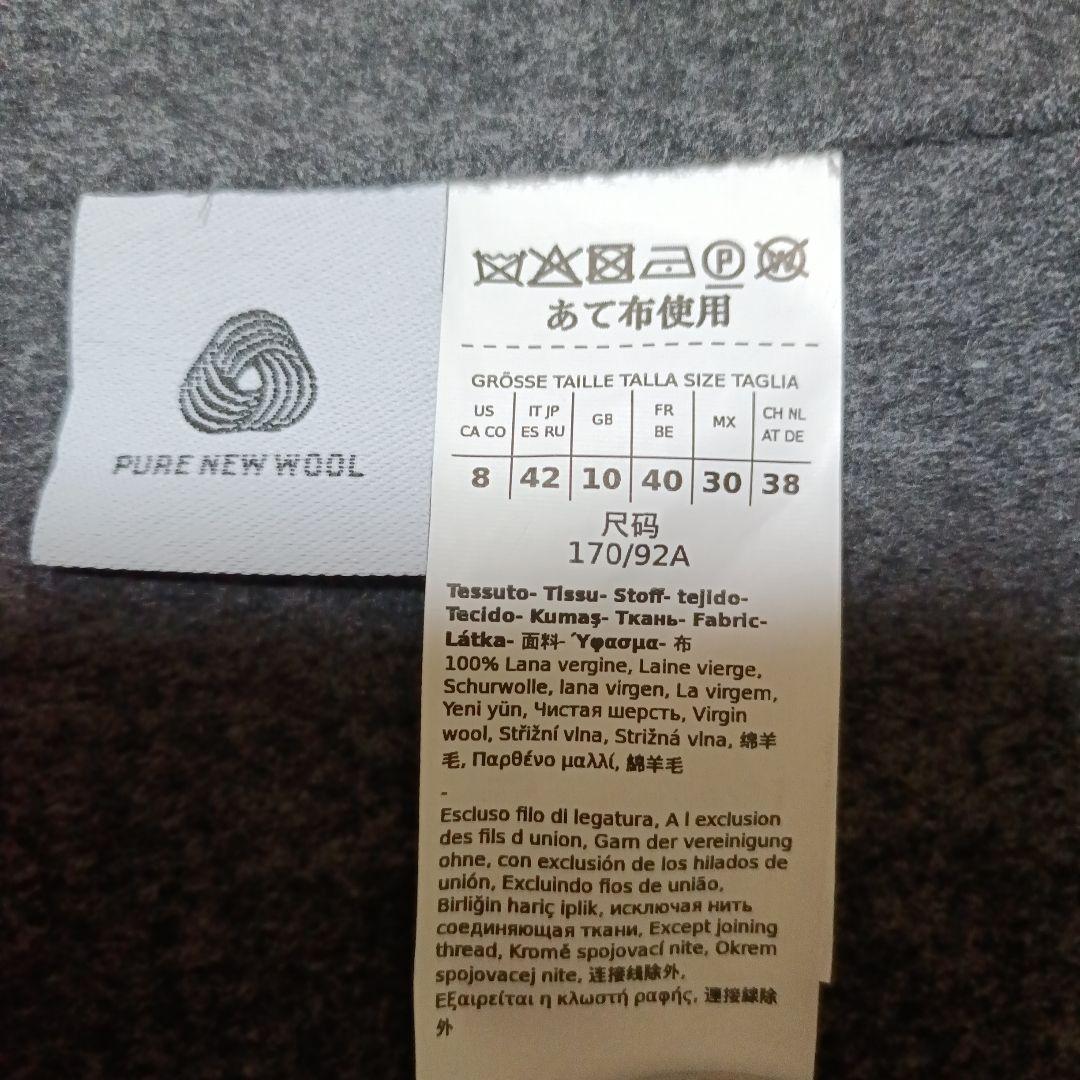 PURE NEW WOOL
P
W
あて布使用
GRÖSSE TAILLE TALLA SIZE TAGLIA
US CA CO
IT JP ES RU
GB
FR BE
MX
CH NL AT DE
8 42 10 40 30 38
尺码
170/92A
Tessuto- Tissu- Stoff- tejido-
Tecido- Kumaş- Ткань- Fabric-
Látka- 面料- Ύφασμα- 布
100% Lana vergine, Laine vierge,
Schurwolle, lana virgen, La virgem,
Yeni yün, Чистая шерсть, Virgin
wool, Střižní vlna, Strižná vlna, 绵羊
毛, Παρθένο μαλλί, 綿羊毛
-
Escluso filo di legatura, A l exclusion
des fils d union, Garn der vereinigung
ohne, con exclusión de los hilados de
unión, Excluindo fios de união,
Birliğin hariç iplik, исключая нить
соединяющая ткани, Except joining
thread, Kromě spojovací nite, Okrem
spojovacej nite, 连接线除外,
Εξαιρείται η κλωστή ραφής, 連接線除
外